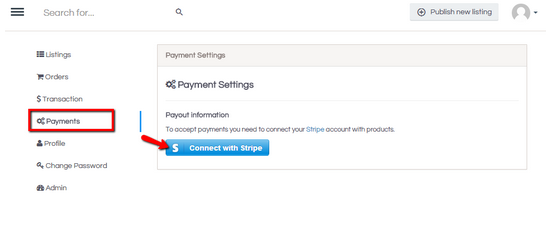 Search for...
Publish new listing
Listings
Orders
$ Transaction
Payments
Profile
Change Password
Admin
Payment Settings
Payment Settings
Payout information
To accept payments you need to connect your Stripe account with products.
S Connect with Stripe